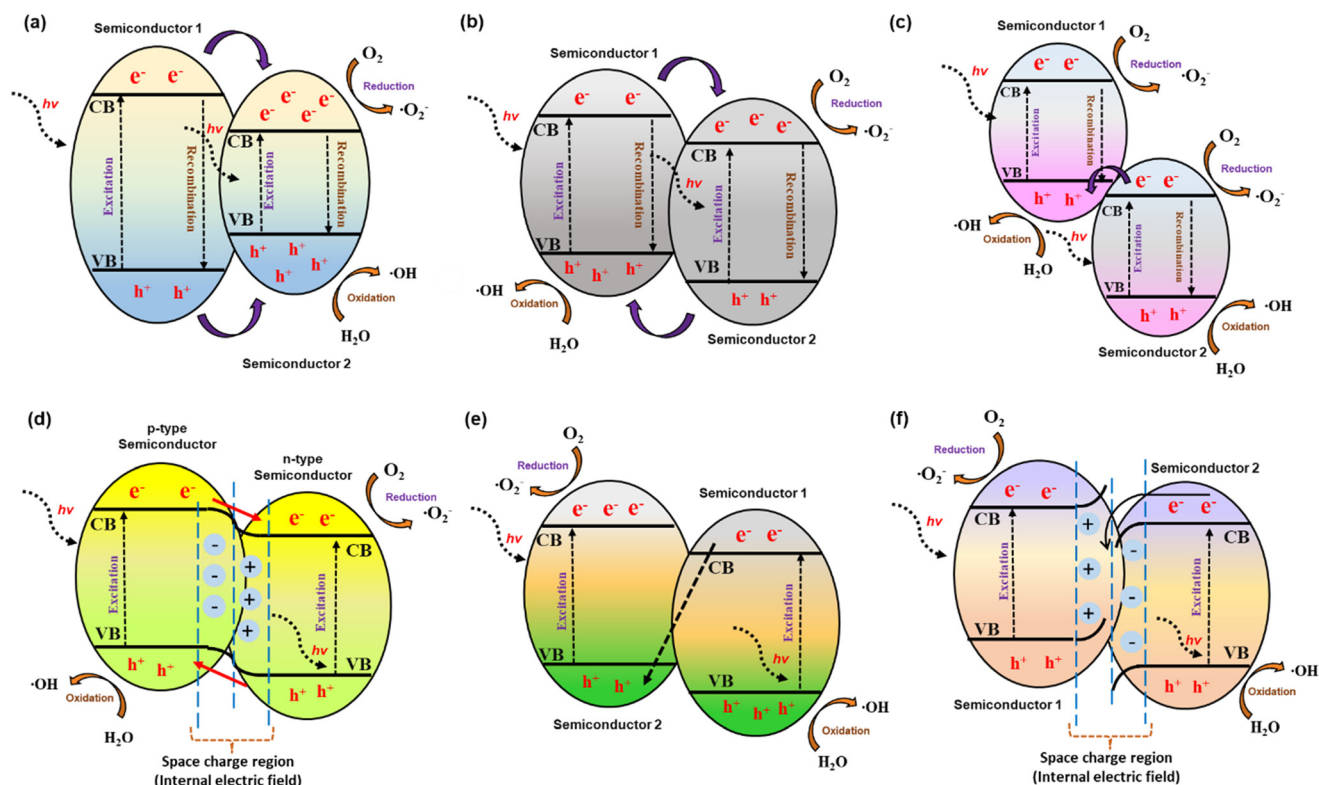 (a)
Semiconductor 1
O₂
e⁻ e⁻
Reduction
hv
·O₂⁻
CB
e⁻ e⁻
e⁻ e⁻ e⁻
hv
CB
Excitation
Recombination
Excitation
Recombination
VB
h⁺ h⁺
h⁺ h⁺
h⁺
VB
h⁺ h⁺
·OH
Oxidation
H₂O
Semiconductor 2
(b)
Semiconductor 1
O₂
Reduction
·O₂⁻
hv
e⁻ e⁻
CB
e⁻ e⁻ e⁻
CB
hv
Excitation
Recombination
Excitation
Recombination
VB
h⁺ h⁺ h⁺
VB
h⁺ h⁺
·OH
Oxidation
H₂O
Semiconductor 2
(c)
Semiconductor 1
O₂
Reduction
·O₂⁻
hv
e⁻ e⁻
CB
Excitation
Recombination
VB
h⁺ h⁺
O₂
Reduction
·O₂⁻
e⁻ e⁻
CB
·OH
Oxidation
hv
H₂O
Excitation
Recombination
VB
h⁺ h⁺
·OH
Oxidation
H₂O
Semiconductor 2
(d)
p-type
Semiconductor
n-type
Semiconductor
O₂
Reduction
·O₂⁻
hv
e⁻ e⁻
CB
e⁻ e⁻
CB
- - -
+ + +
Excitation
Excitation
hv
VB
h⁺ h⁺
VB
h⁺ h⁺
·OH
Oxidation
H₂O
Space charge region
(Internal electric field)
(e)
O₂
Reduction
·O₂⁻
Semiconductor 1
hv
e⁻ e⁻ e⁻
CB
e⁻ e⁻
CB
Excitation
Excitation
hv
VB
h⁺ h⁺
VB
h⁺ h⁺ h⁺
Semiconductor 2
·OH
Oxidation
H₂O
(f)
O₂
Reduction
·O₂⁻
Semiconductor 2
hv
e⁻ e⁻
CB
e⁻ e⁻
CB
+ + +
- - -
Excitation
Excitation
hv
VB
h⁺ h⁺
VB
h⁺ h⁺
Semiconductor 1
·OH
Oxidation
H₂O
Space charge region
(Internal electric field)